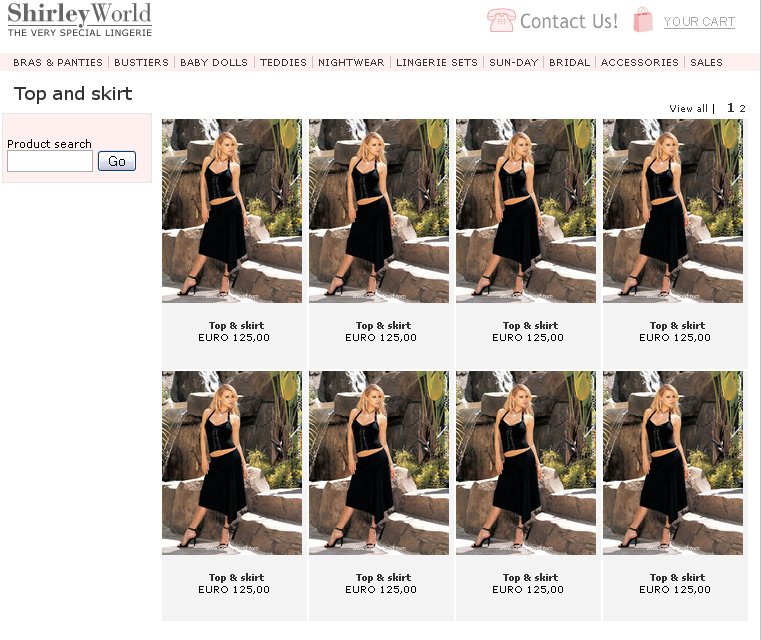 ShirleyWorld
THE VERY SPECIAL LINGERIE
Contact Us!
YOUR CART
BRAS & PANTIES | BUSTIERS | BABY DOLLS | TEDDIES | NIGHTWEAR | LINGERIE SETS | SUN-DAY | BRIDAL | ACCESSORIES | SALES
Top and skirt
View all | 1 2
Product search
Go
Top & skirt
EURO 125,00
Top & skirt
EURO 125,00
Top & skirt
EURO 125,00
Top & skirt
EURO 125,00
Top & skirt
EURO 125,00
Top & skirt
EURO 125,00
Top & skirt
EURO 125,00
Top & skirt
EURO 125,00